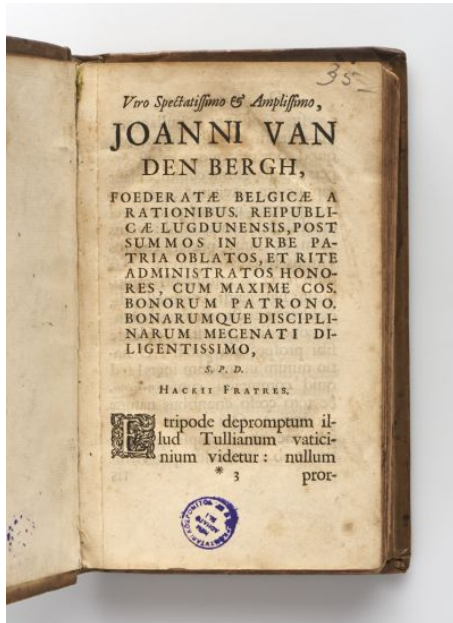 35-
Viro Spectatissimo & Amplissimo,
JOANNI VAN
DEN BERGH,
FOEDERATÆ BELGICÆ A
RATIONIBUS. REIPUBLI-
CÆ LUGDUNENSIS, POST
SUMMOS IN URBE PA-
TRIA OBLATOS, ET RITE
ADMINISTRATOS HONO-
RES, CUM MAXIME COS.
BONORUM PATRONO.
BONARUMQUE DISCIPLI-
NARUM MECENATI DI-
LIGENTISSIMO,
S. P. D.
HACKII FRATRES.
E tripode depromptum il-
lud Tullianum vatici-
nium videtur: nullum
* 3 pror-